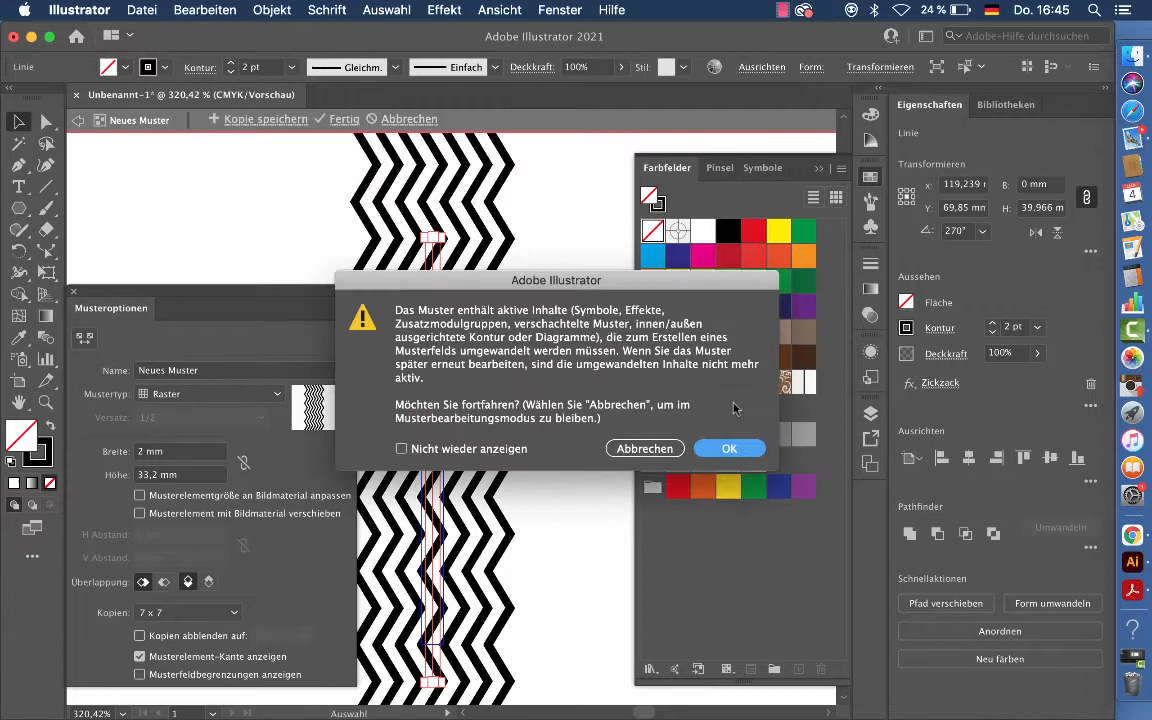 Illustrator Datei Bearbeiten Objekt Schrift Auswahl Effekt Ansicht Fenster Hilfe 24 % Do. 16:45
Adobe Illustrator 2021
Adobe-Hilfe durchsuchen
Linie Kontur: 2 pt Gleichm. Einfach Deckkraft: 100% Stil: Ausrichten Form: Transformieren
× Unbenannt-1* @ 320,42 % (CMYK/Vorschau)
Neues Muster Kopie speichern Fertig Abbrechen
Eigenschaften Bibliotheken
Linie
Transformieren
X: 119,239 B: 0 mm
Y: 69,85 mm H: 39,966 m
270°
Aussehen
Fläche
Kontur 2 pt
Deckkraft 100%
fx Zickzack
Ausrichten
Pathfinder
Umwandeln
Schnellaktionen
Pfad verschieben Form umwandeln
Anordnen
Neu färben
Farbfelder Pinsel Symbole
Adobe Illustrator
Das Muster enthält aktive Inhalte (Symbole, Effekte,
Zusatzmodulgruppen, verschachtelte Muster, innen/außen
ausgerichtete Kontur oder Diagramme), die zum Erstellen eines
Musterfelds umgewandelt werden müssen. Wenn Sie das Muster
später erneut bearbeiten, sind die umgewandelten Inhalte nicht mehr
aktiv.
Möchten Sie fortfahren? (Wählen Sie "Abbrechen", um im
Musterbearbeitungsmodus zu bleiben.)
Nicht wieder anzeigen Abbrechen OK
Musteroptionen
Name: Neues Muster
Mustertyp: Raster
Versatz: 1/2
Breite: 2 mm
Höhe: 33,2 mm
Musterelementgröße an Bildmaterial anpassen
Musterelement mit Bildmaterial verschieben
H Abstand:
V Abstand:
Überlappung:
Kopien: 7 x 7
Kopien abblenden auf:
Musterelement-Kante anzeigen
Musterfeldbegrenzungen anzeigen
320,42% 1 Auswahl